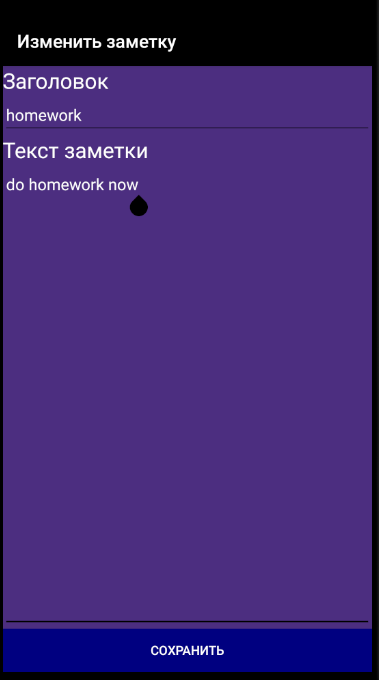 Изменить заметку
Заголовок
homework
Текст заметки
do homework now
СОХРАНИТЬ